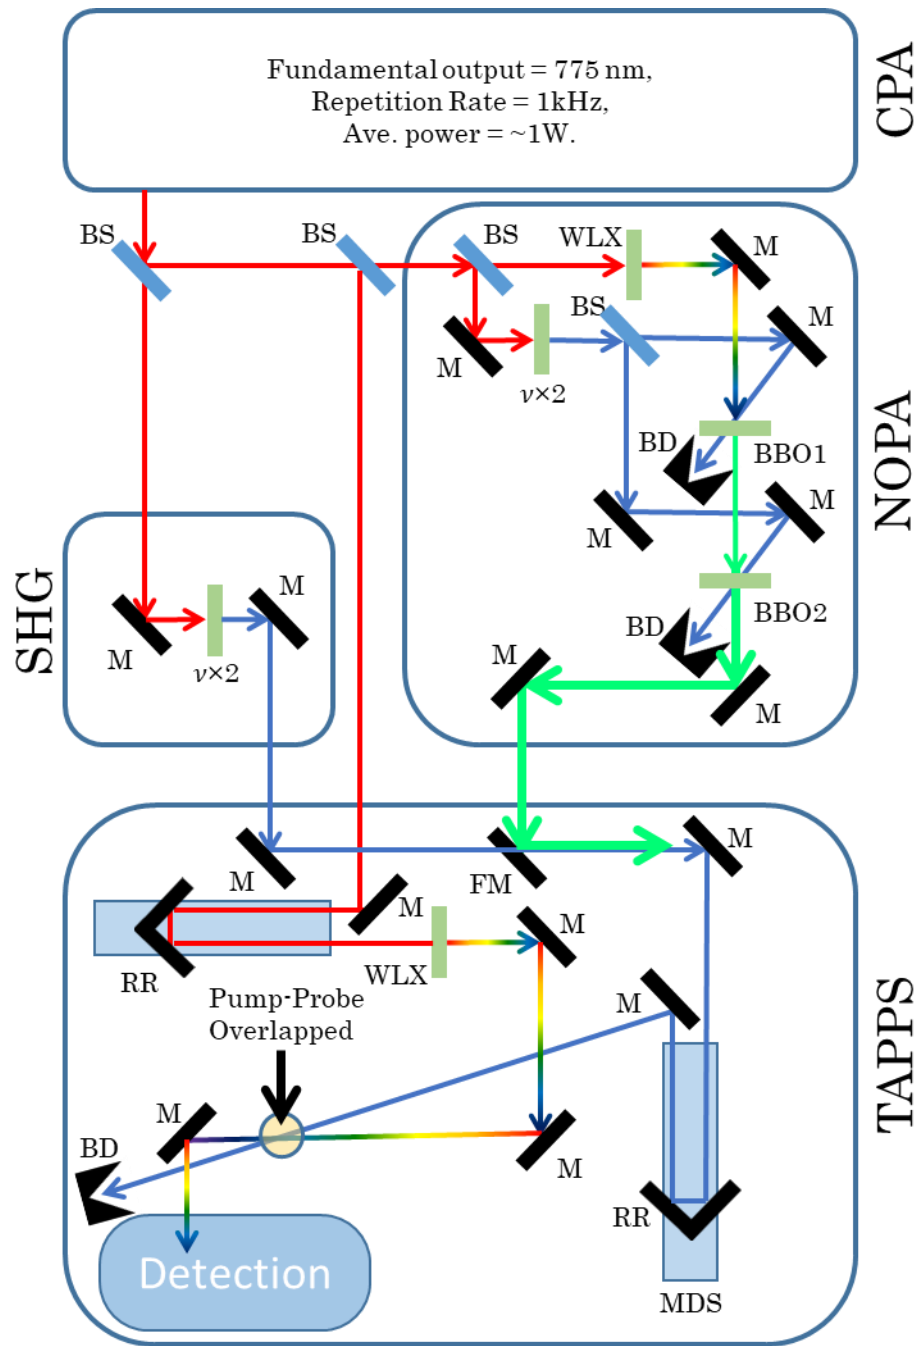 Fundamental output = 775 nm,
Repetition Rate = 1kHz,
Ave. power = ~1W.
CPA
BS
BS
BS
WLX
M
BS
M
M
ν×2
BD
BBO1
NOPA
M
M
SHG
M
M
ν×2
BD
BBO2
M
M
M
FM
M
M
RR
WLX
M
Pump-Probe
Overlapped
M
TAPPS
M
BD
M
RR
Detection
MDS